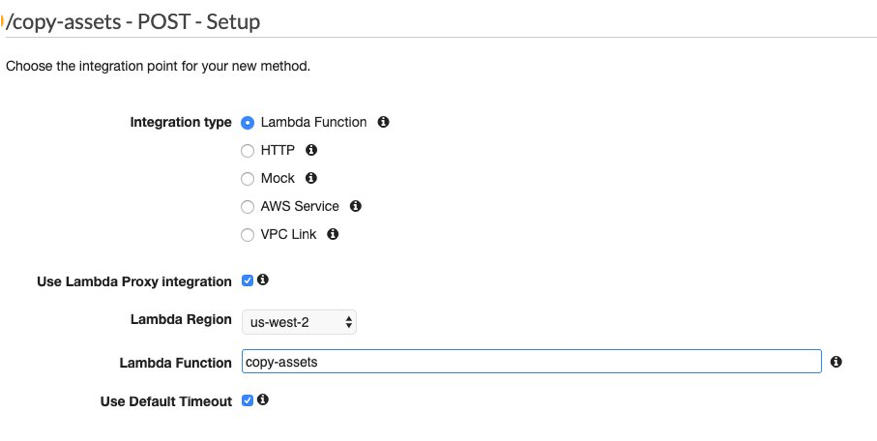 /copy-assets - POST - Setup
Choose the integration point for your new method.
Integration type Lambda Function
HTTP
Mock
AWS Service
VPC Link
Use Lambda Proxy integration
Lambda Region us-west-2
Lambda Function copy-assets
Use Default Timeout